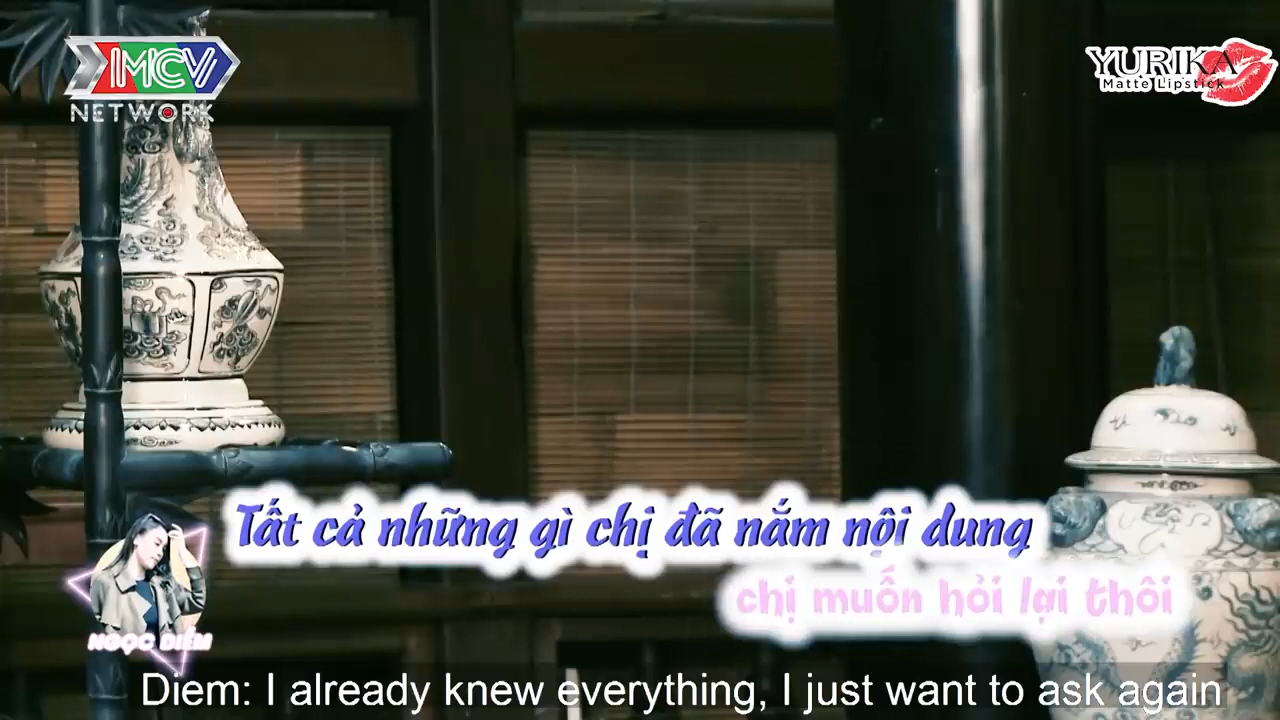 MCV
NETWORK
YURIKA
Matte Lipstick
Tất cả những gì chị đã nắm nội dung
chị muốn hỏi lại thôi
NGỌC DIỄM
Diem: I already knew everything, I just want to ask again